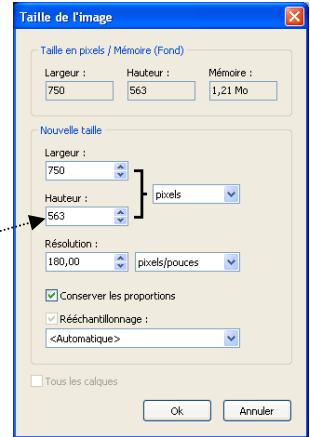 Taille de l'image
Taille en pixels / Mémoire (Fond)
Largeur : Hauteur : Mémoire :
750 563 1,21 Mo
Nouvelle taille
Largeur :
750
pixels
Hauteur :
563
Résolution :
180,00 pixels/pouces
Conserver les proportions
Rééchantillonnage :
<Automatique>
Tous les calques
Ok Annuler